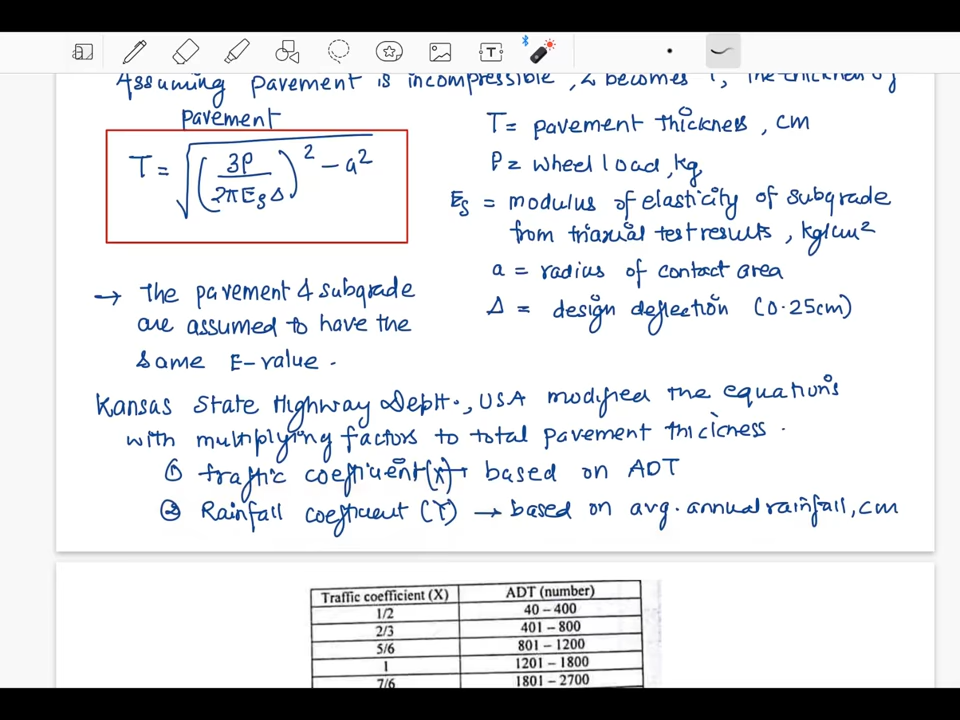 Assuming pavement is incompressible, becomes 1, The thickness of
pavement
T = √(3P/2πE_sΔ)² − a²
T = pavement thickness, cm
P = wheel load, kg
E_s = modulus of elasticity of subgrade
from triaxial test results, kg/cm²
a = radius of contact area
Δ = design deflection (0.25cm)
→ The pavement & subgrade
are assumed to have the
same E-value.
Kansas State Highway Deptt., USA modified the equations
with multiplying factors to total pavement thickness.
① Traffic coefficient (X) → based on ADT
② Rainfall coefficient (Y) → based on avg. annual rainfall, cm
Traffic coefficient (X) ADT (number)
1/2 40 – 400
2/3 401 – 800
5/6 801 – 1200
1 1201 – 1800
7/6 1801 – 2700